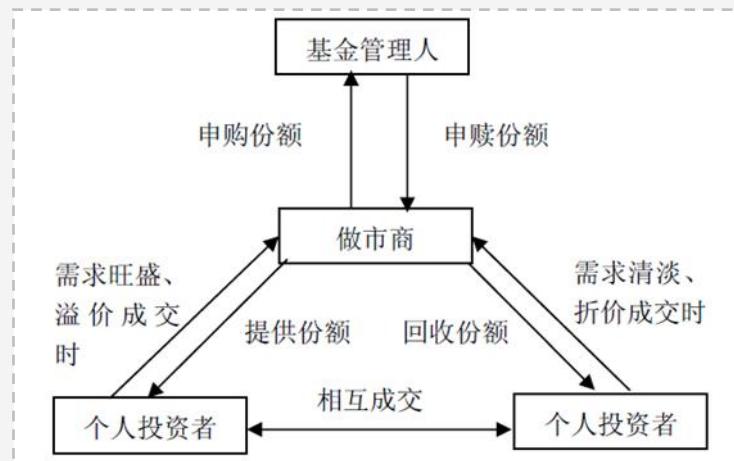 基金管理人
申购份额
申赎份额
做市商
需求旺盛、
溢价成交
时
需求清淡、
折价成交时
提供份额
回收份额
相互成交
个人投资者
个人投资者